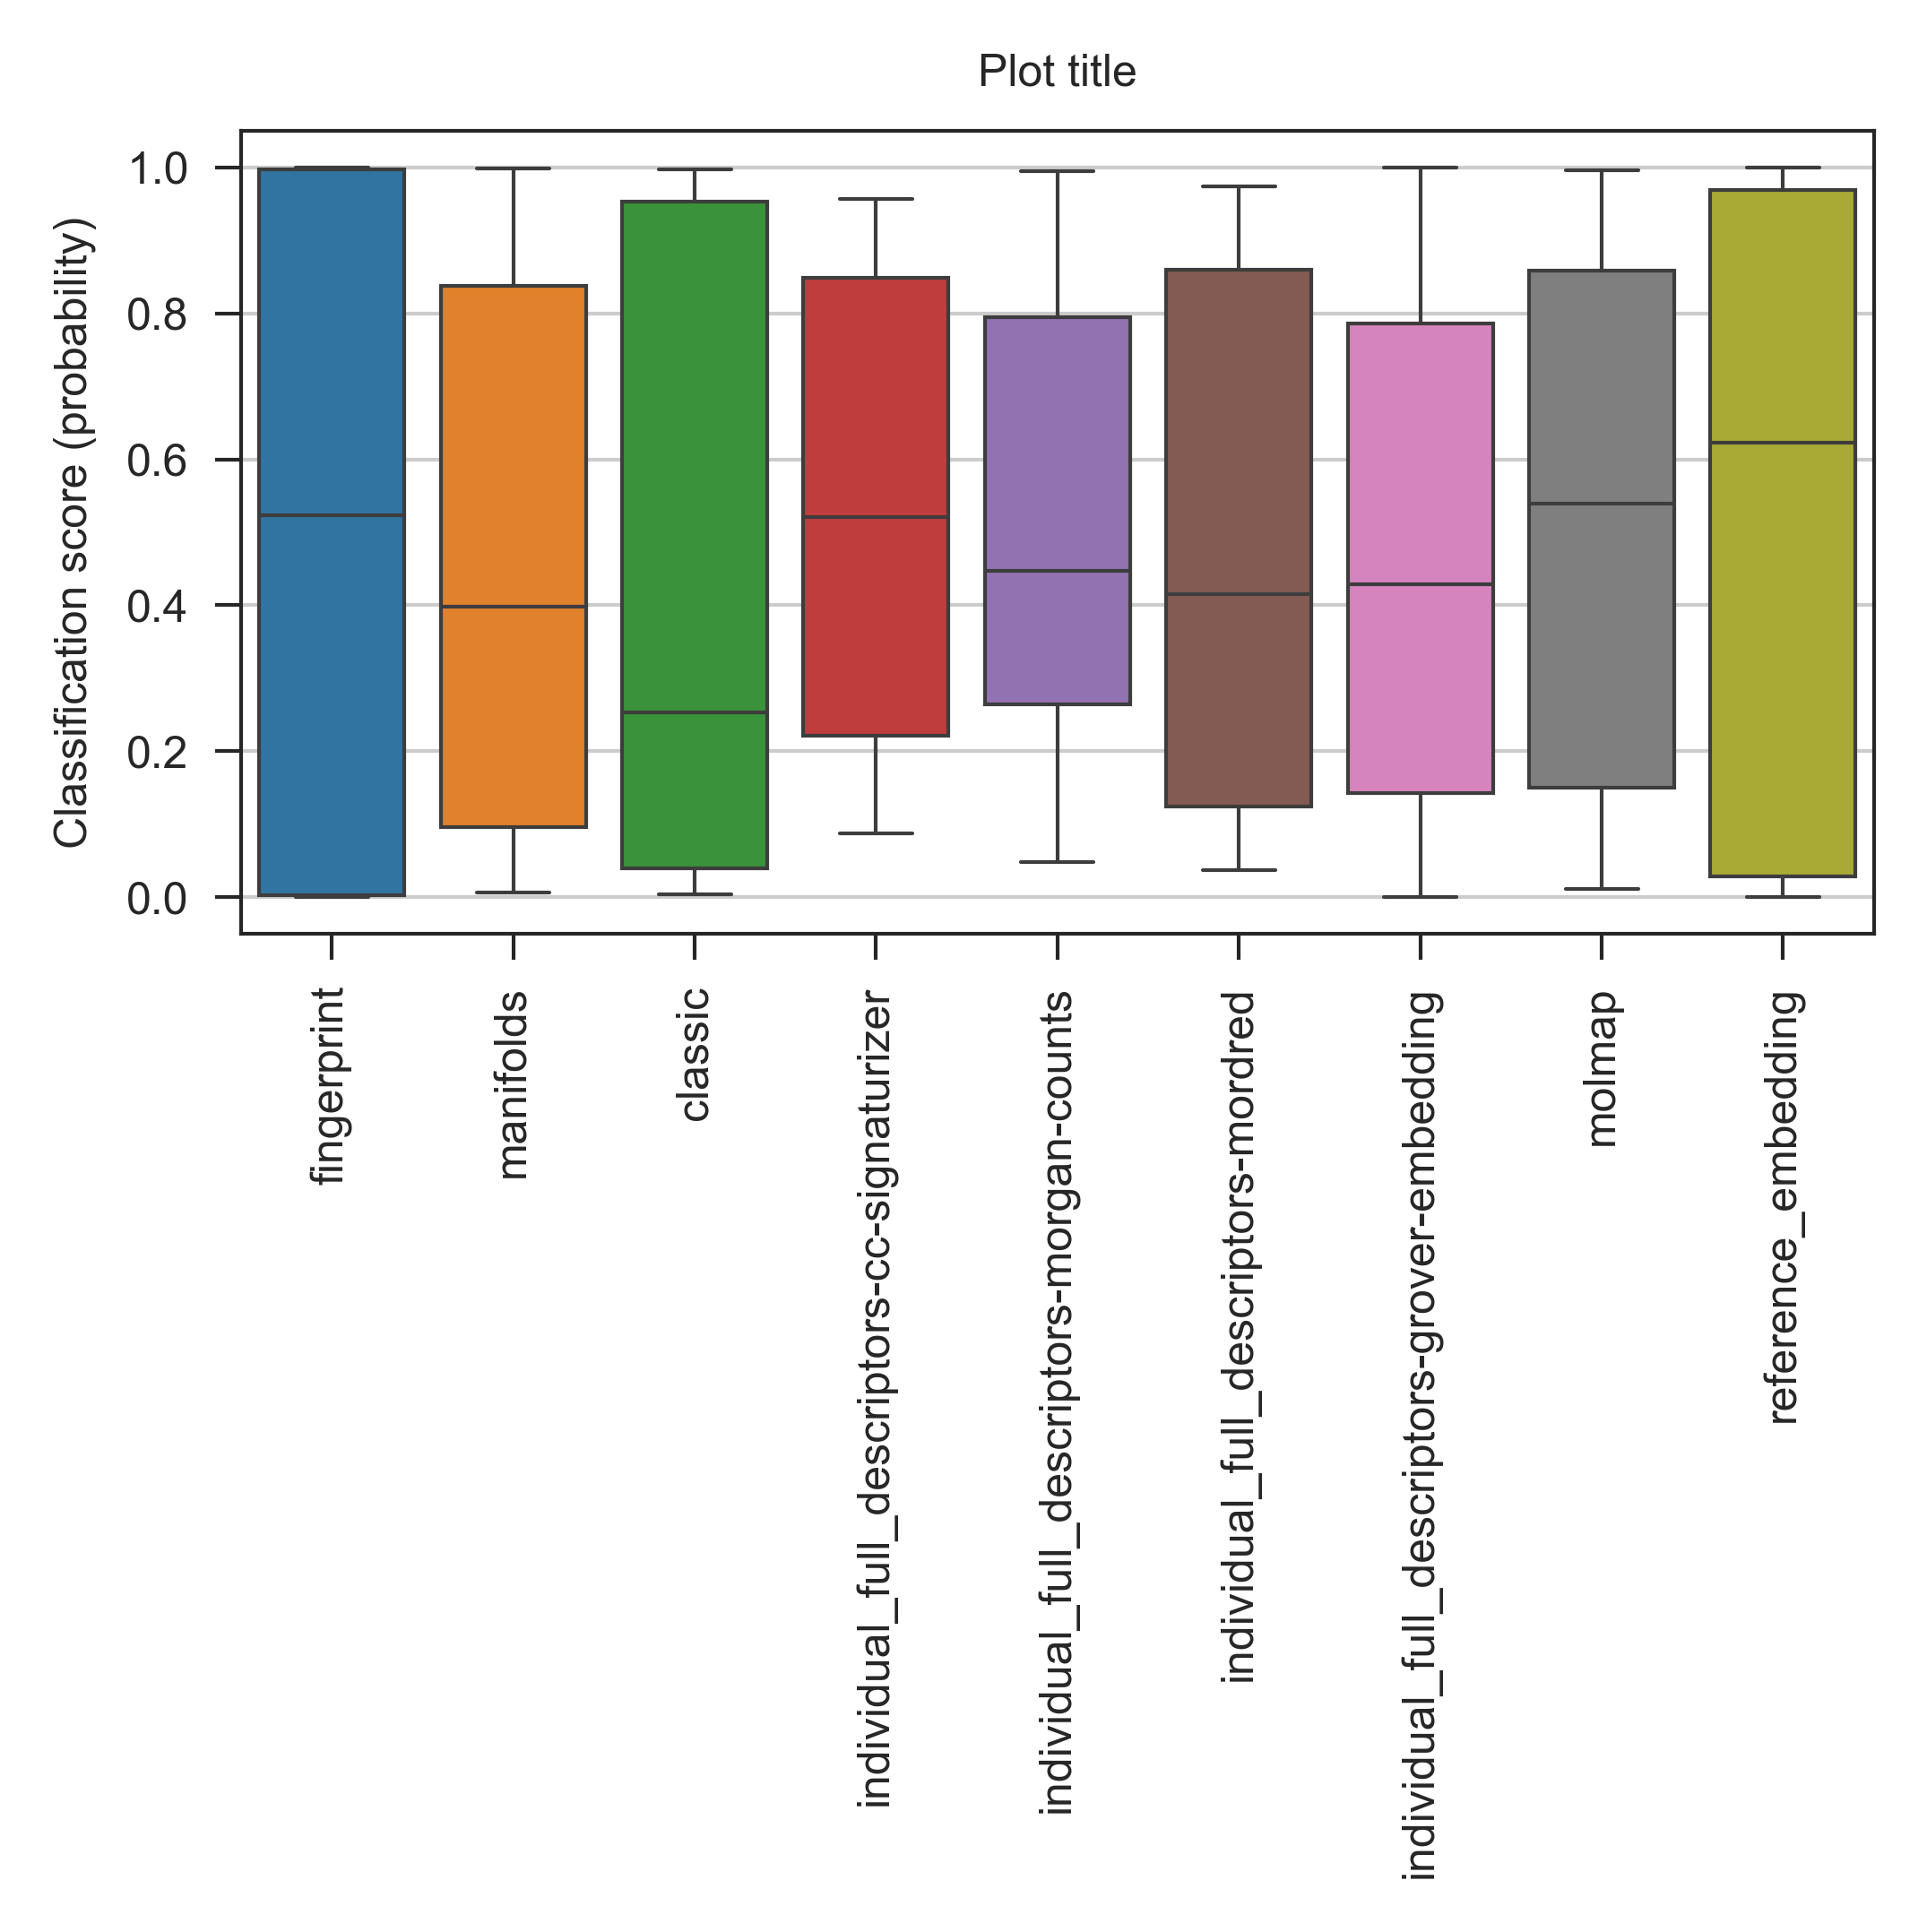 Plot title
Classification score (probability)
1.0
0.8
0.6
0.4
0.2
0.0
fingerprint
manifolds
classic
individual_full_descriptors-cc-signaturizer
individual_full_descriptors-morgan-counts
individual_full_descriptors-mordred
individual_full_descriptors-grover-embedding
molmap
reference_embedding